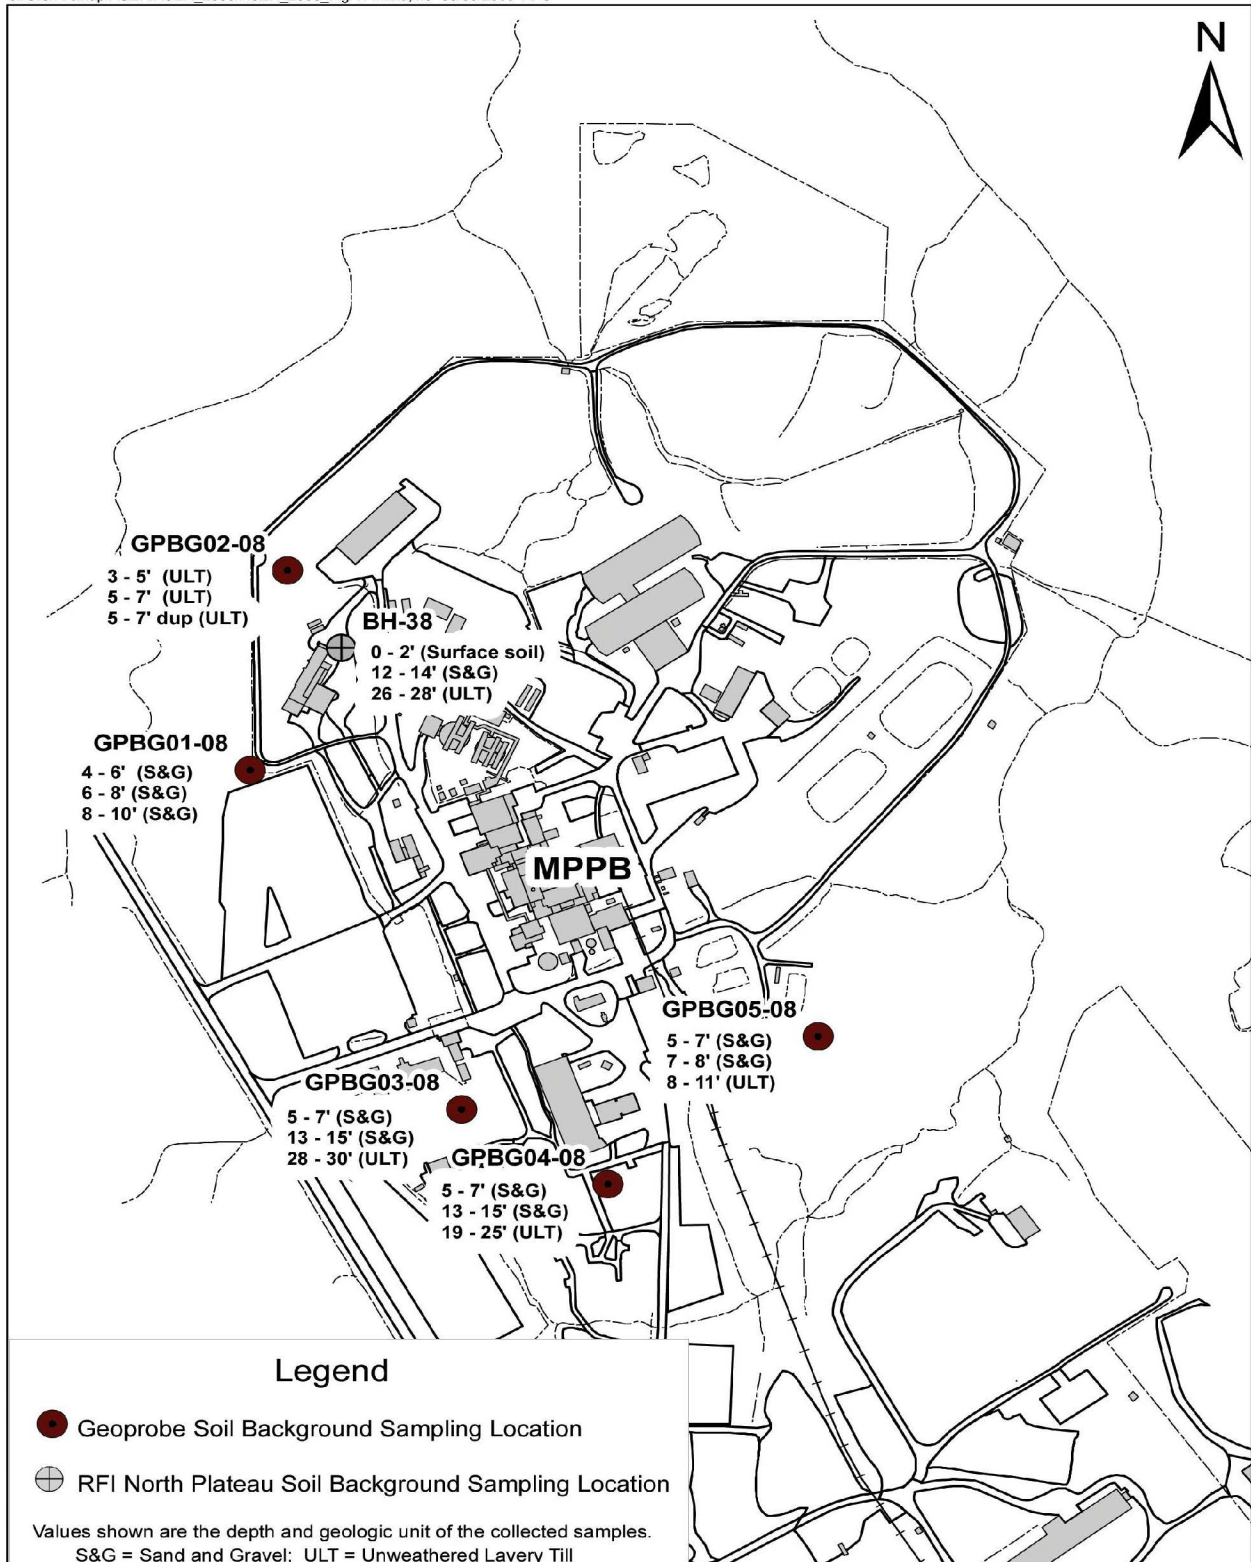 N
GPBG02-08
3 - 5' (ULT)
5 - 7' (ULT)
5 - 7' dup (ULT)
BH-38
0 - 2' (Surface soil)
12 - 14' (S&G)
26 - 28' (ULT)
GPBG01-08
4 - 6' (S&G)
6 - 8' (S&G)
8 - 10' (S&G)
MPPB
GPBG05-08
5 - 7' (S&G)
7 - 8' (S&G)
8 - 11' (ULT)
GPBG03-08
5 - 7' (S&G)
13 - 15' (S&G)
28 - 30' (ULT)
GPBG04-08
5 - 7' (S&G)
13 - 15' (S&G)
19 - 25' (ULT)
Legend
Geoprobe Soil Background Sampling Location
RFI North Plateau Soil Background Sampling Location
Values shown are the depth and geologic unit of the collected samples.
S&G = Sand and Gravel; ULT = Unweathered Lavery Till